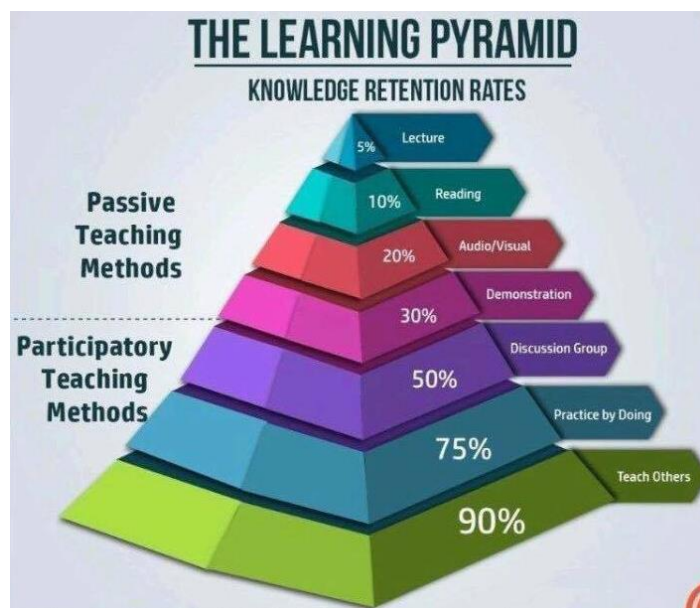 THE LEARNING PYRAMID
KNOWLEDGE RETENTION RATES
5%
Lecture
10%
Reading
Passive
Teaching
Methods
20%
Audio/Visual
30%
Demonstration
Participatory
Teaching
Methods
50%
Discussion Group
75%
Practice by Doing
90%
Teach Others